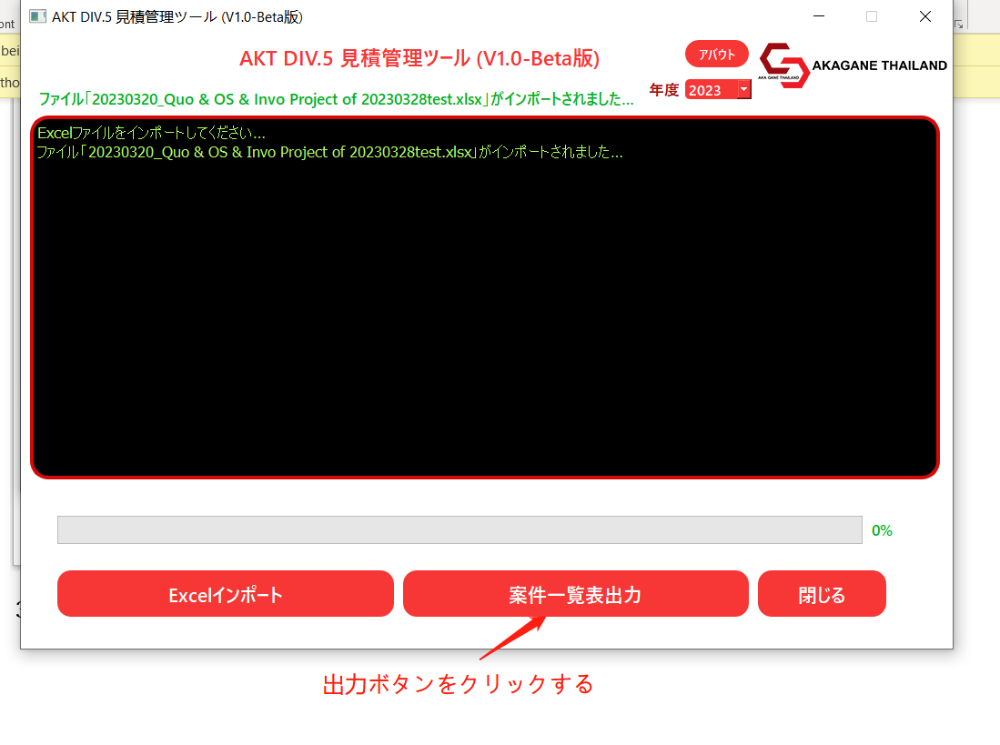 ont
AKT DIV.5 見積管理ツール (V1.0-Beta版)
bei
tho
AKT DIV.5 見積管理ツール (V1.0-Beta版)
アバウト
AKA GANE THAILAND
AKAGANE THAILAND
年度 2023
ファイル「20230320_Quo & OS & Invo Project of 20230328test.xlsx」がインポートされました...
Excelファイルをインポートしてください...
ファイル「20230320_Quo & OS & Invo Project of 20230328test.xlsx」がインポートされました...
0%
Excelインポート
案件一覧表出力
閉じる
出力ボタンをクリックする